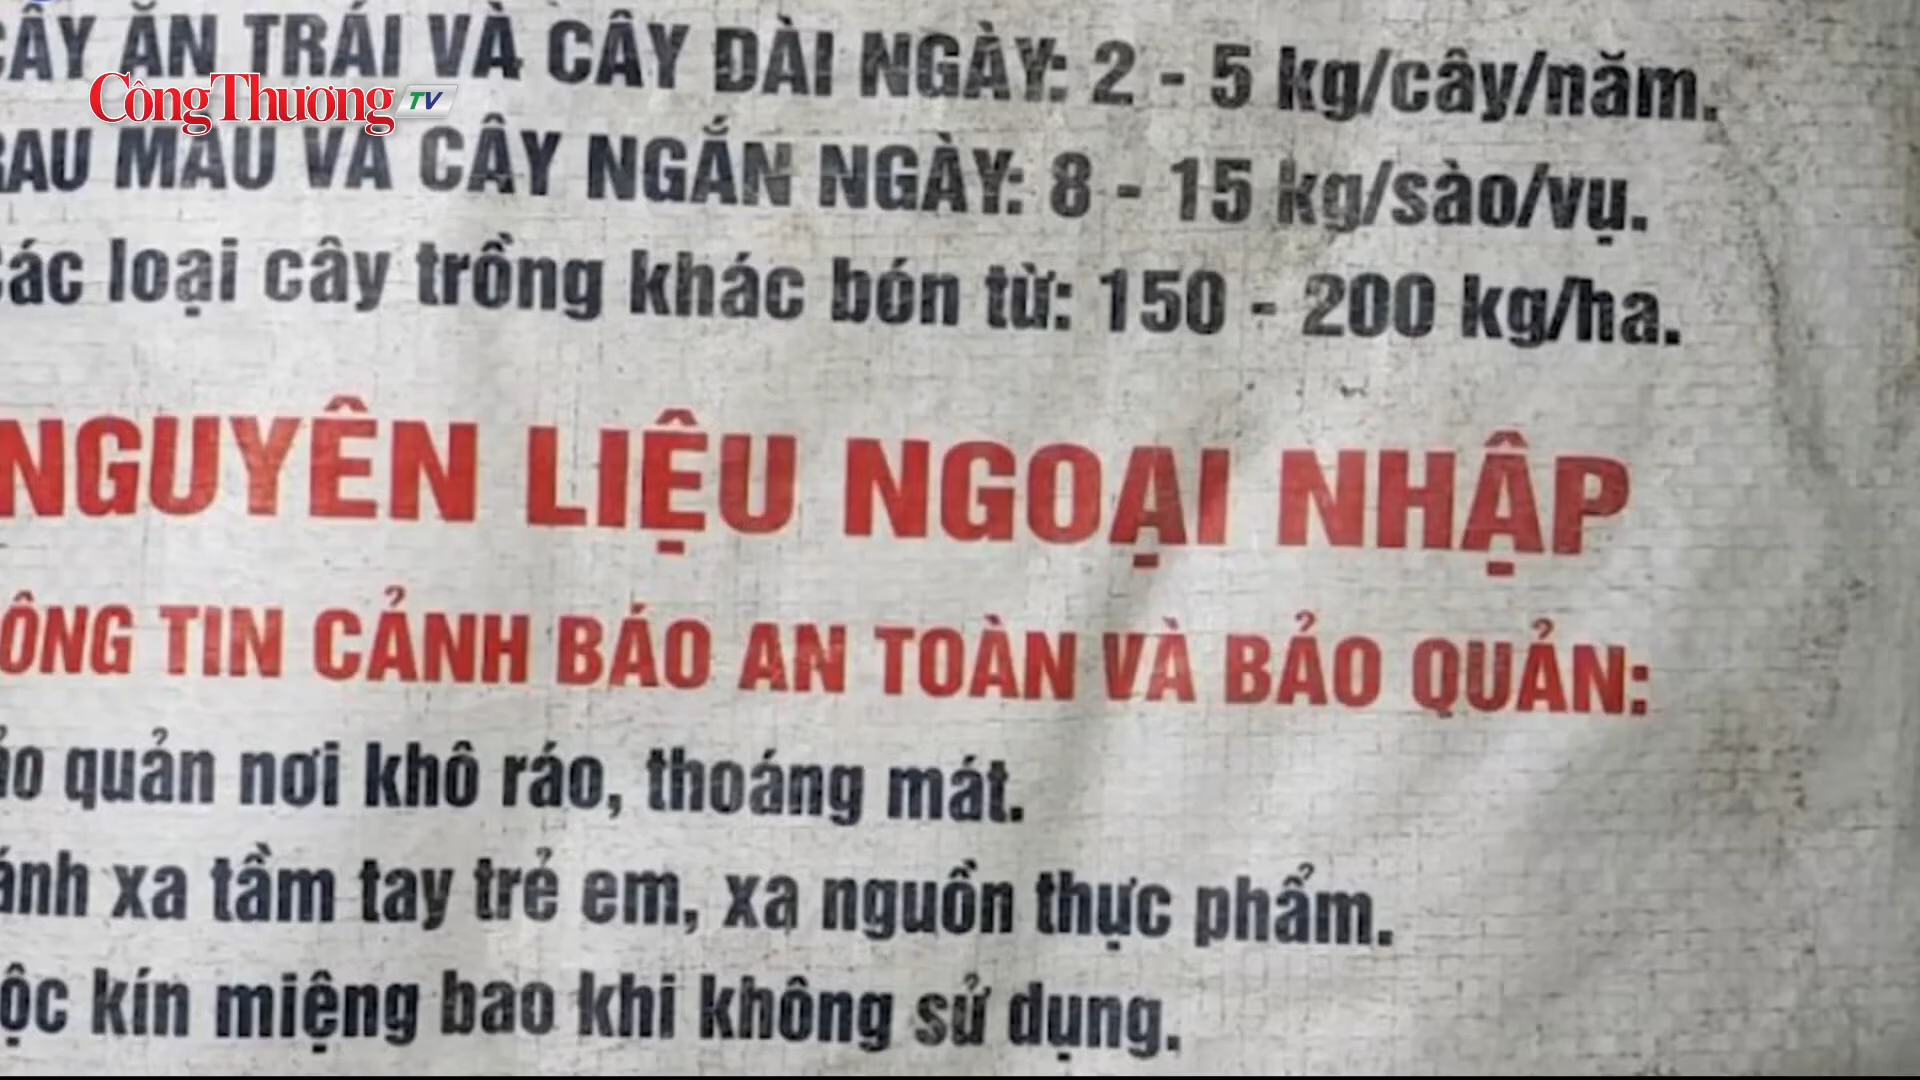 CÂY ĂN TRÁI VÀ CÂY DÀI NGÀY: 2 - 5 kg/cây/năm.
CôngThương TV
RAU MÀU VÀ CÂY NGẮN NGÀY: 8 - 15 kg/sào/vụ.
Các loại cây trồng khác bón từ: 150 - 200 kg/ha.
NGUYÊN LIỆU NGOẠI NHẬP
ÔNG TIN CẢNH BÁO AN TOÀN VÀ BẢO QUẢN:
ảo quản nơi khô ráo, thoáng mát.
ánh xa tầm tay trẻ em, xa nguồn thực phẩm.
ộc kín miệng bao khi không sử dụng.